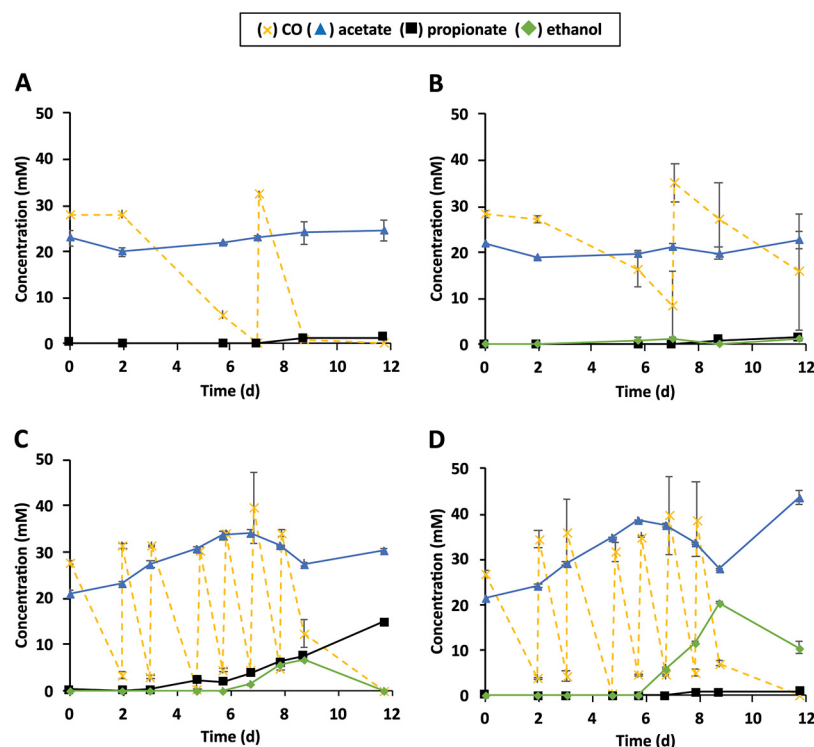 (×) CO (▲) acetate (■) propionate (◆) ethanol
A
B
50
40
30
20
10
0
Concentration (mM)
0 2 4 6 8 10 12
Time (d)
50
40
30
20
10
0
Concentration (mM)
0 2 4 6 8 10 12
Time (d)
C
D
50
40
30
20
10
0
Concentration (mM)
0 2 4 6 8 10 12
Time (d)
50
40
30
20
10
0
Concentration (mM)
0 2 4 6 8 10 12
Time (d)